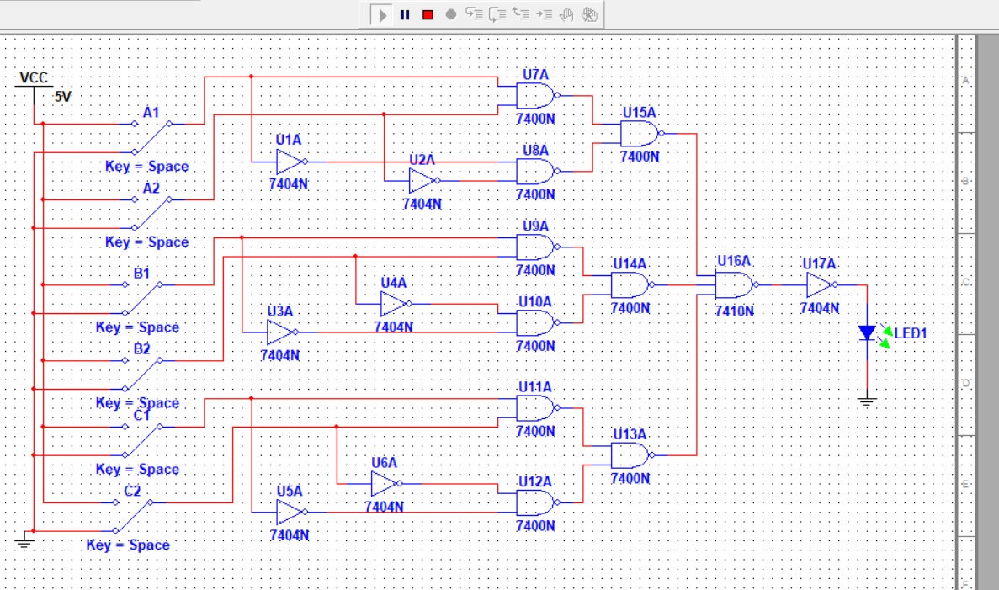 VCC
5V
A1
Key = Space
A2
Key = Space
B1
Key = Space
B2
Key = Space
C1
Key = Space
C2
Key = Space
U1A
7404N
U2A
7404N
U4A
7404N
U3A
7404N
U6A
7404N
U5A
7404N
U7A
7400N
U8A
7400N
U9A
7400N
U10A
7400N
U11A
7400N
U12A
7400N
U15A
7400N
U14A
7400N
U13A
7400N
U16A
7410N
U17A
7404N
LED1
A
B
C
D
E
F